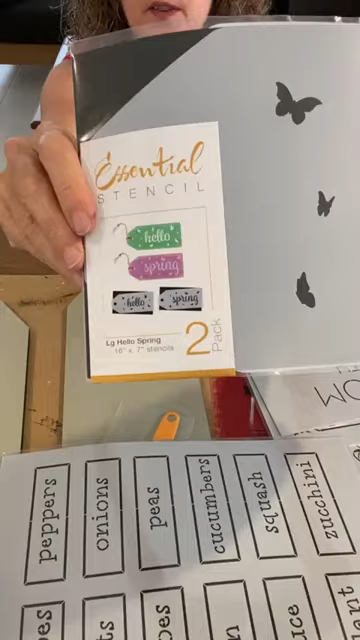 Essential
STENCIL
hello
spring
hello
spring
2 Pack
Lg Hello Spring
16" x 7" stencils
peppers
onions
peas
cucumbers
squash
zucchini